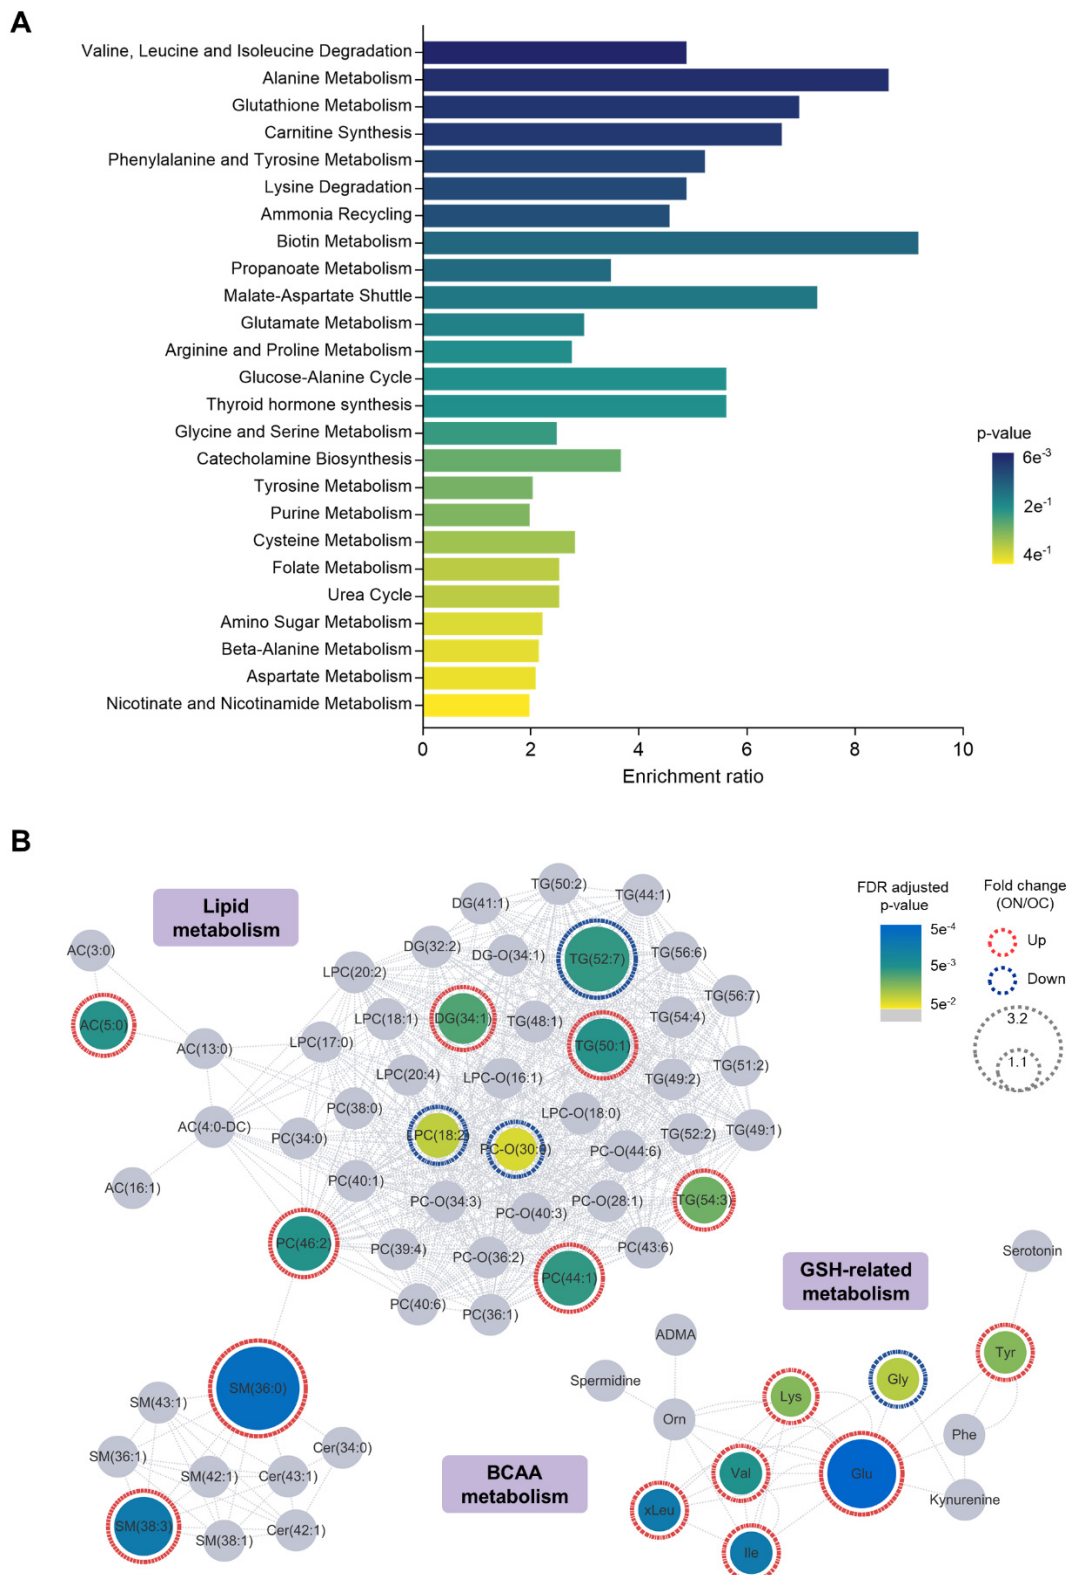 A
Valine, Leucine and Isoleucine Degradation
Alanine Metabolism
Glutathione Metabolism
Carnitine Synthesis
Phenylalanine and Tyrosine Metabolism
Lysine Degradation
Ammonia Recycling
Biotin Metabolism
Propanoate Metabolism
Malate-Aspartate Shuttle
Glutamate Metabolism
Arginine and Proline Metabolism
Glucose-Alanine Cycle
Thyroid hormone synthesis
Glycine and Serine Metabolism
Catecholamine Biosynthesis
Tyrosine Metabolism
Purine Metabolism
Cysteine Metabolism
Folate Metabolism
Urea Cycle
Amino Sugar Metabolism
Beta-Alanine Metabolism
Aspartate Metabolism
Nicotinate and Nicotinamide Metabolism
0 2 4 6 8 10
Enrichment ratio
p-value
6e⁻³
2e⁻¹
4e⁻¹
B
Lipid
metabolism
AC(3:0)
AC(5:0)
AC(13:0)
AC(4:0-DC)
AC(16:1)
TG(50:2)
TG(44:1)
DG(41:1)
DG(32:2)
DG-O(34:1)
TG(52:7)
TG(56:6)
LPC(20:2)
TG(56:7)
LPC(18:1)
DG(34:1)
TG(48:1)
TG(54:4)
LPC(17:0)
TG(50:1)
TG(51:2)
LPC(20:4)
LPC-O(16:1)
TG(49:2)
PC(38:0)
LPC-O(18:0)
PC(34:0)
LPC(18:2)
PC-O(30:0)
TG(52:2)
TG(49:1)
PC-O(44:6)
PC(40:1)
PC-O(34:3)
PC-O(40:3)
PC-O(28:1)
TG(54:3)
PC(46:2)
PC(39:4)
PC-O(36:2)
PC(43:6)
PC(44:1)
PC(40:6)
PC(36:1)
FDR adjusted
p-value
5e⁻⁴
5e⁻³
5e⁻²
Fold change
(ON/OC)
Up
Down
3.2
1.1
SM(36:0)
SM(43:1)
SM(36:1)
SM(42:1)
Cer(43:1)
Cer(34:0)
SM(38:3)
SM(38:1)
Cer(42:1)
GSH-related
metabolism
BCAA
metabolism
Serotonin
ADMA
Tyr
Spermidine
Lys
Gly
Orn
Phe
Val
Glu
Kynurenine
xLeu
Ile